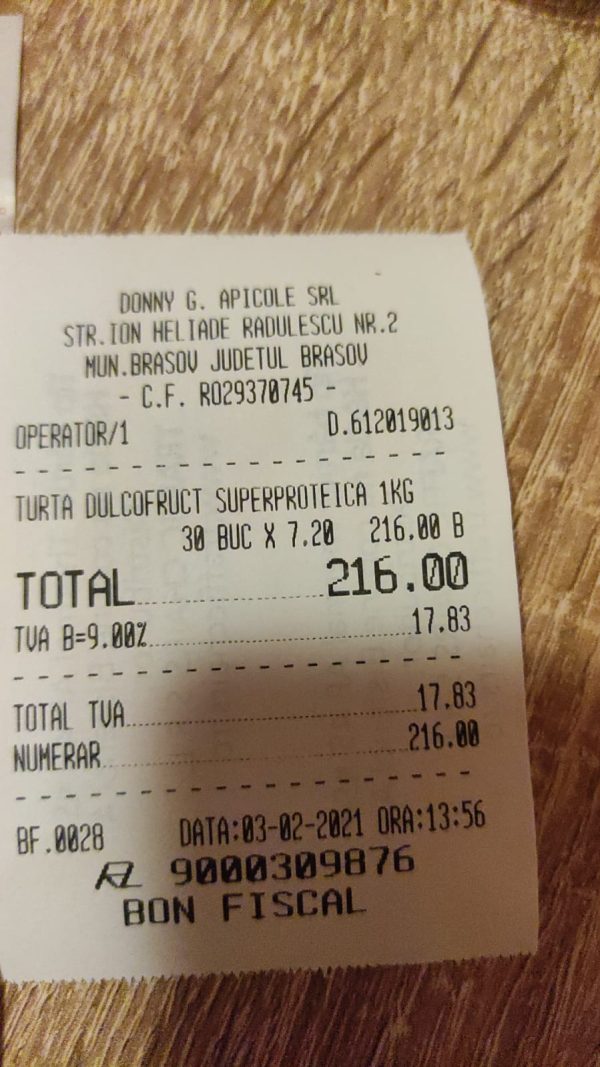 DONNY G. APICOLE SRL
STR.ION HELIADE RADULESCU NR.2
MUN.BRASOV JUDETUL BRASOV
- C.F. RO29370745 -
OPERATOR/1 D.612019013
TURTA DULCOFRUCT SUPERPROTEICA 1KG
30 BUC X 7.20 216.00 B
TOTAL 216.00
TVA B=9.00% 17.83
TOTAL TVA 17.83
NUMERAR 216.00
BF.0028 DATA:03-02-2021 ORA:13:56
9000309876
BON FISCAL